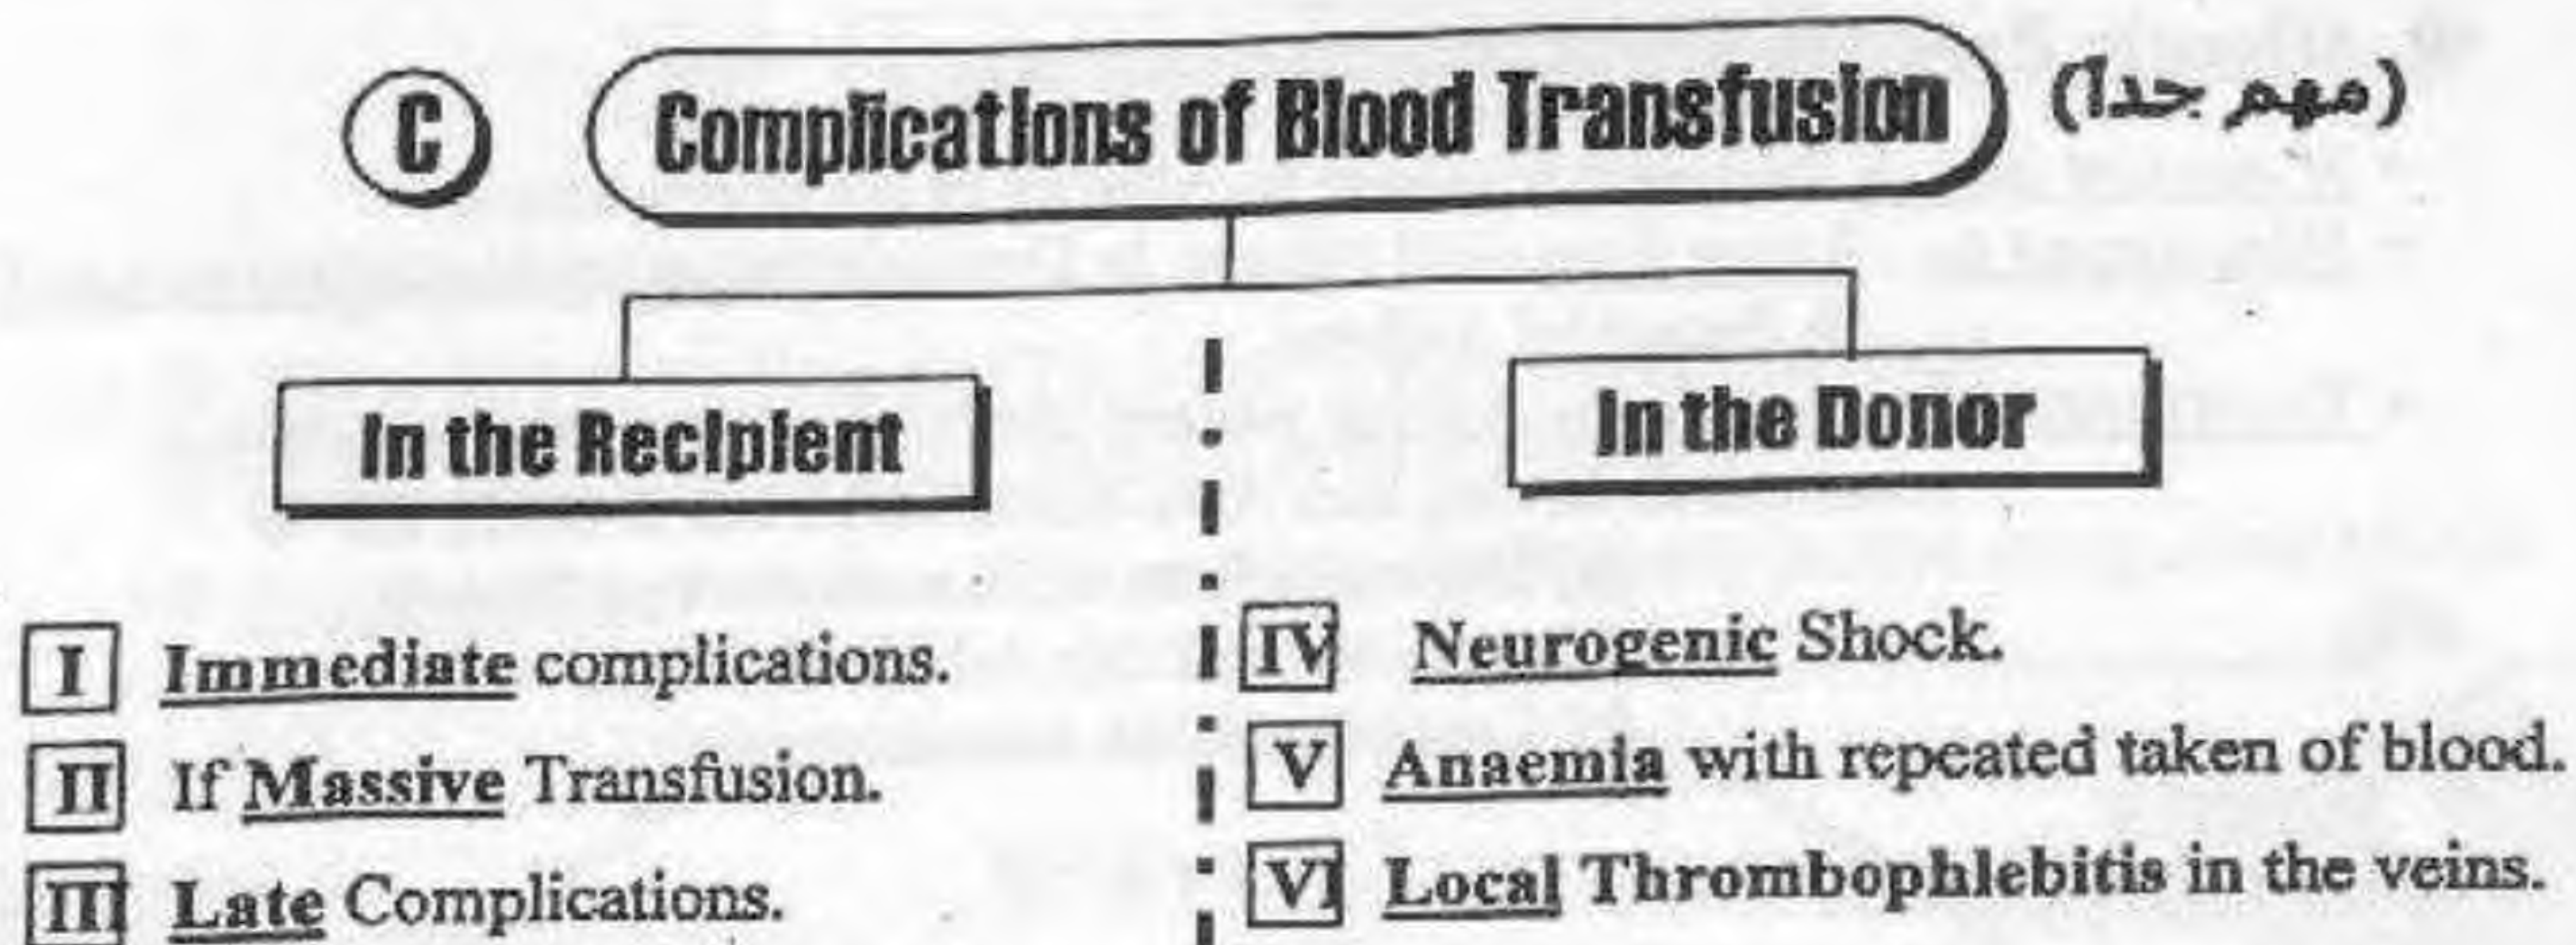 C Complications of Blood Transfusion (مهم جداً)
In the Recipient
I Immediate complications.
II If Massive Transfusion.
III Late Complications.
In the Donor
IV Neurogenic Shock.
V Anaemia with repeated taken of blood.
VI Local Thrombophlebitis in the veins.